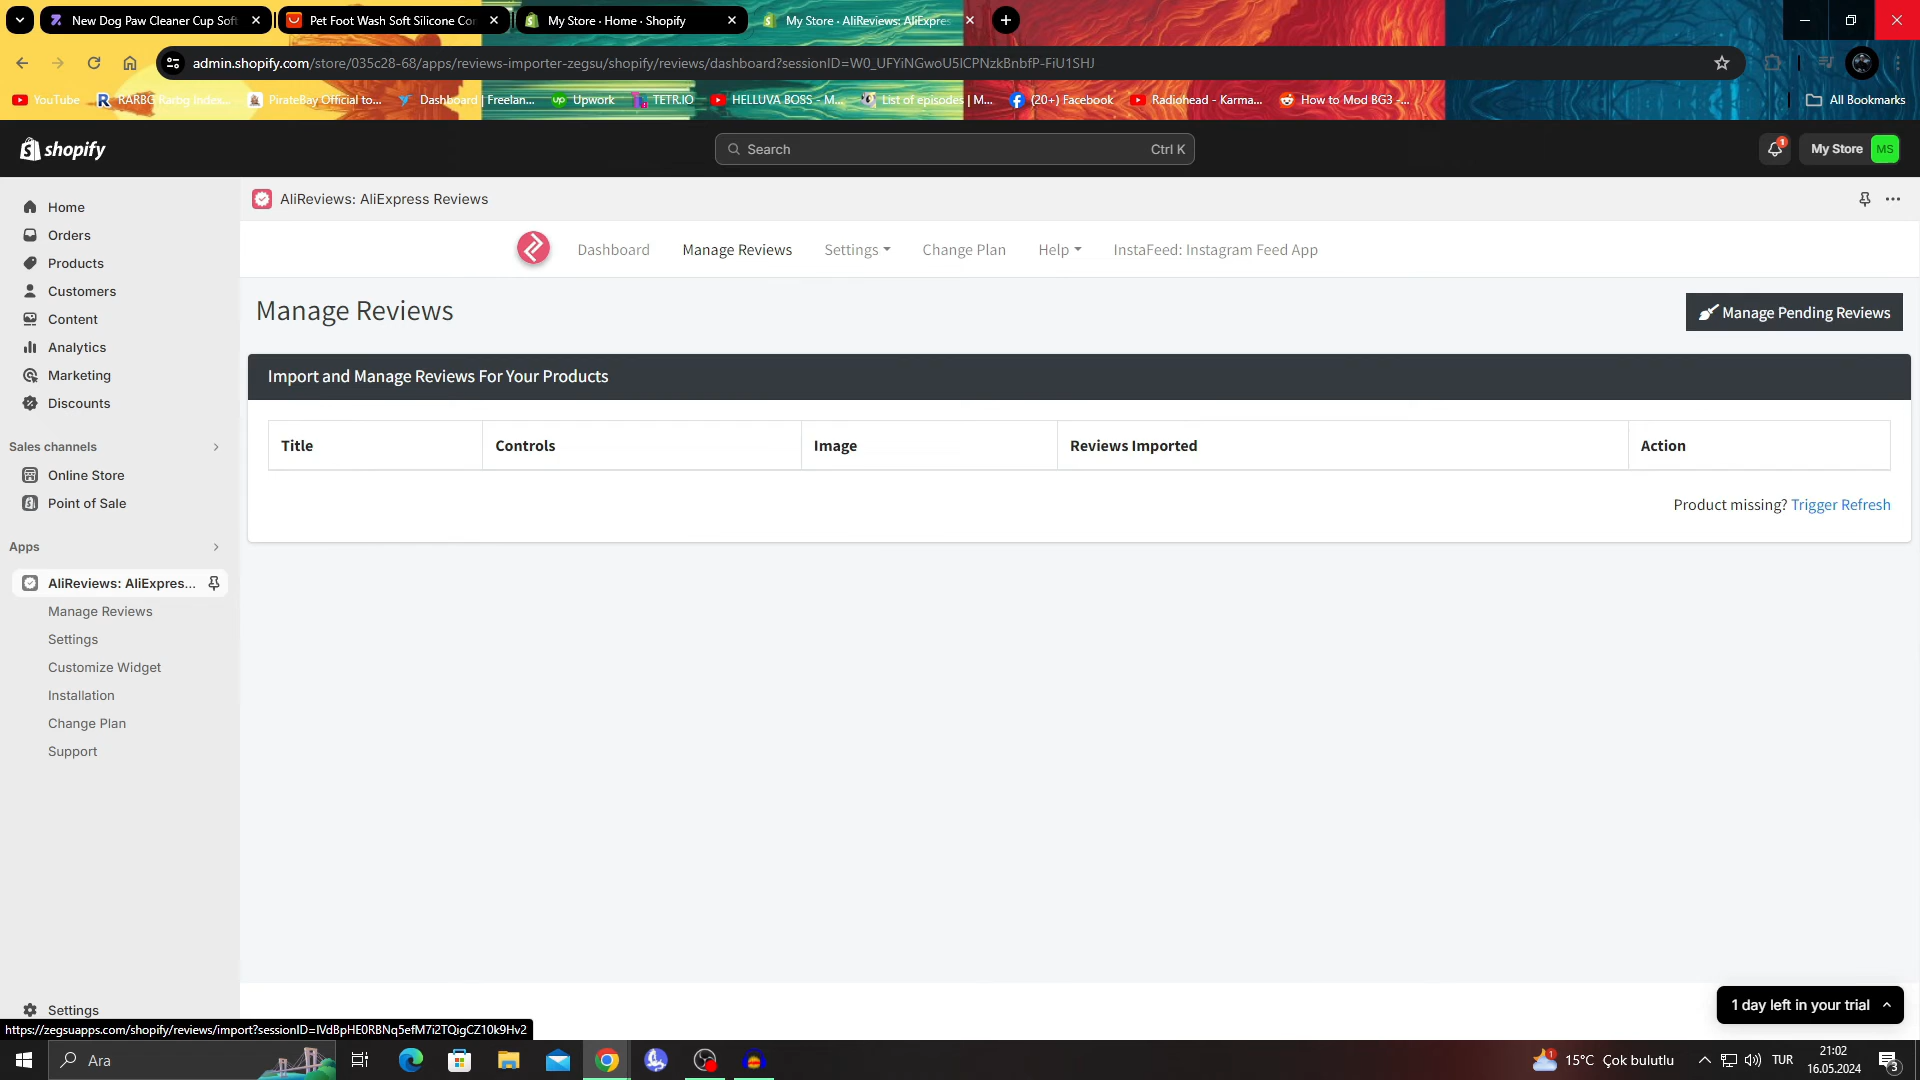 New Dog Paw Cleaner Cup Soft
Pet Foot Wash Soft Silicone Co
My Store · Home · Shopify
My Store · AliReviews: AliExpres
admin.shopify.com/store/035c28-68/apps/reviews-importer-zegsu/shopify/reviews/dashboard?sessionID=W0_UFYiNGwoU5ICPNzkBnbfP-FiU1SHJ
YouTube
RARBG Rarbg Index...
PirateBay Official to...
Dashboard | Freelan...
Upwork
TETR.IO
HELLUVA BOSS - M...
List of episodes | M...
(20+) Facebook
Radiohead - Karma...
How to Mod BG3 -...
All Bookmarks
shopify
Search
Ctrl K
1
My Store
MS
Home
Orders
Products
Customers
Content
Analytics
Marketing
Discounts
Sales channels
Online Store
Point of Sale
Apps
AliReviews: AliExpres...
Manage Reviews
Settings
Customize Widget
Installation
Change Plan
Support
Settings
AliReviews: AliExpress Reviews
Dashboard
Manage Reviews
Settings
Change Plan
Help
InstaFeed: Instagram Feed App
Manage Reviews
Manage Pending Reviews
Import and Manage Reviews For Your Products
Title
Controls
Image
Reviews Imported
Action
Product missing? Trigger Refresh
1 day left in your trial
https://zegsuapps.com/shopify/reviews/import?sessionID=IVdBpHE0RBNq5efM7i2TQigCZ10k9Hv2
Ara
1
15°C Çok bulutlu
TUR
21:02
16.05.2024
3